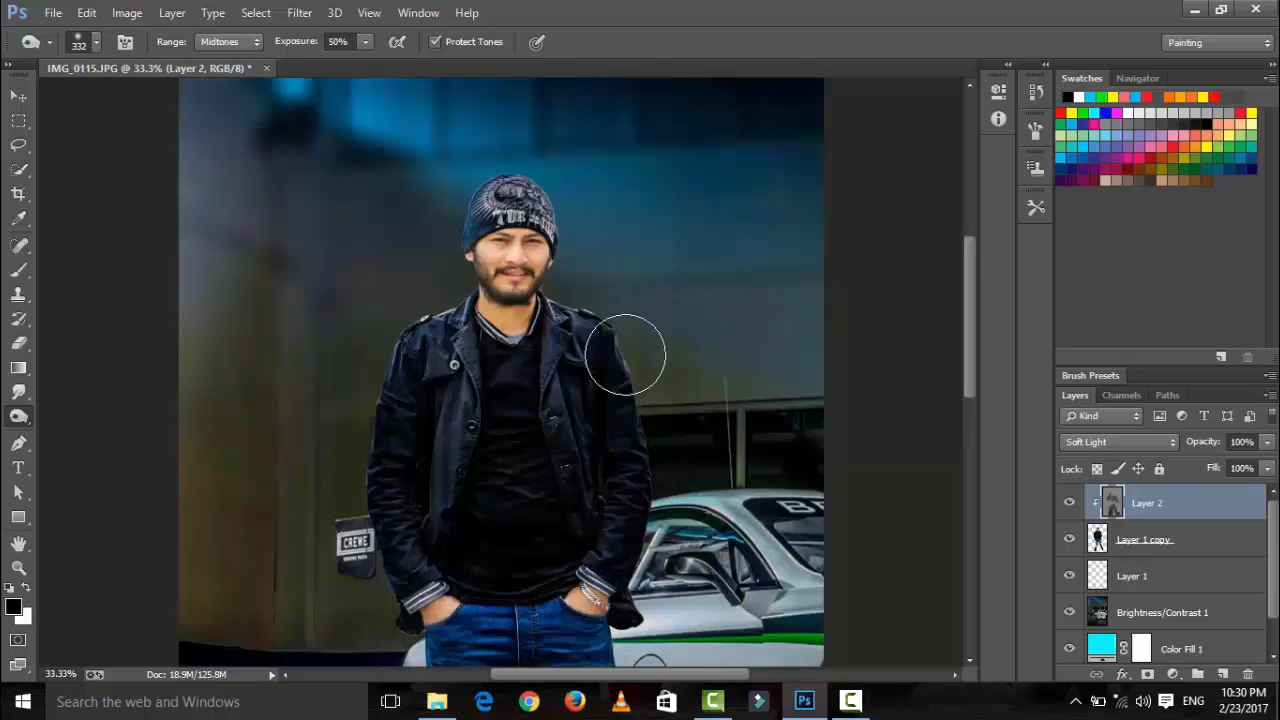 Ps File Edit Image Layer Type Select Filter 3D View Window Help
332 Range: Midtones Exposure: 50% Protect Tones Painting
IMG_0115.JPG @ 33.3% (Layer 2, RGB/8) * ×
Swatches Navigator
Brush Presets
Layers Channels Paths
Kind
Soft Light Opacity: 100%
Lock: Fill: 100%
Layer 2
Layer 1 copy
Layer 1
Brightness/Contrast 1
Color Fill 1
CREWE
33.33% Doc: 18.9M/125.8M
Search the web and Windows
ENG
10:30 PM
2/23/2017